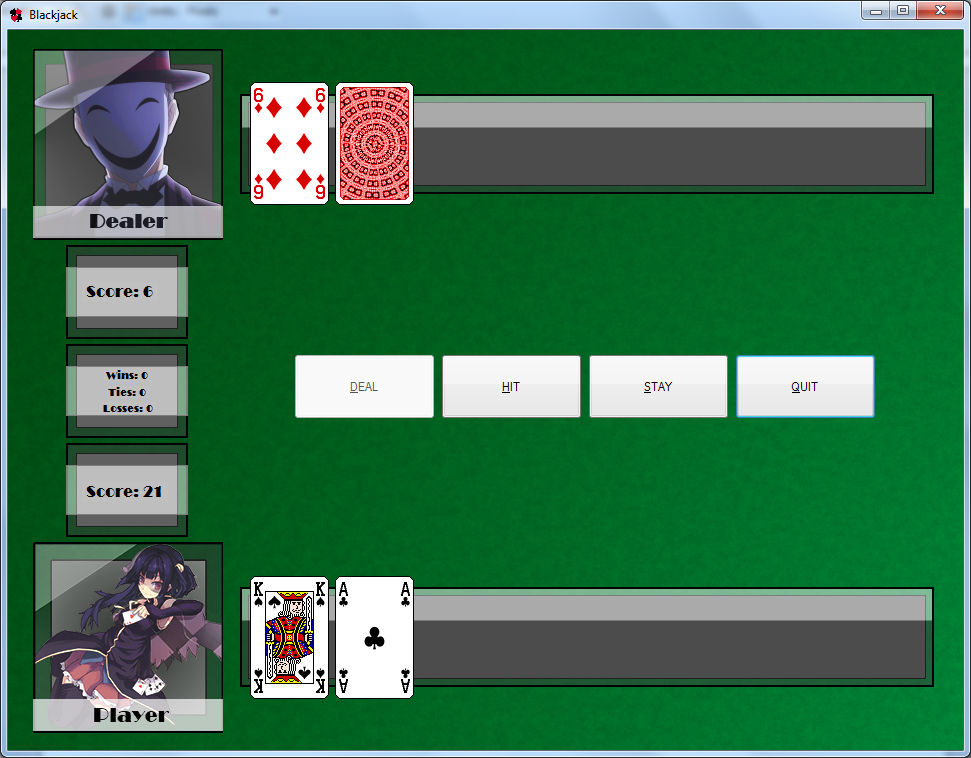 Blackjack
6 6
9 9
Dealer
Score: 6
Wins: 0
Ties: 0
Losses: 0
DEAL HIT STAY QUIT
Score: 21
K K A A
K K A A
Player